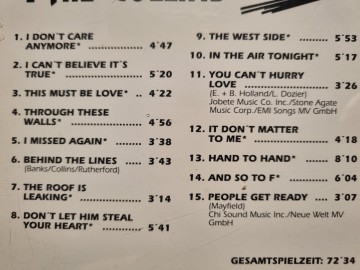 1. I DON´T CARE
ANYMORE* .............. 4´47
2. I CAN´T BELIEVE IT´S
TRUE* ..................... 5´20
3. THIS MUST BE LOVE* .. 4´22
4. THROUGH THESE
WALLS* .................... 4´56
5. I MISSED AGAIN* ........ 3´38
6. BEHIND THE LINES ..... 3´43
(Banks/Collins/Rutherford)
7. THE ROOF IS
LEAKING* ................. 3´14
8. DON´T LET HIM STEAL
YOUR HEART* ............ 5´41
9. THE WEST SIDE* ........ 5´53
10. IN THE AIR TONIGHT* .. 5´17
11. YOU CAN´T HURRY
LOVE ....................... 3´26
(E. + B. Holland/L. Dozier)
Jobete Music Co. Inc./Stone Agate
Music Corp./EMI Songs MV GmbH
12. IT DON´T MATTER
TO ME* .................... 4´18
13. HAND TO HAND* ........ 8´10
14. AND SO TO F* ............ 6´04
15. PEOPLE GET READY .... 3´07
(Mayfield)
Chi Sound Music Inc./Neue Welt MV
GmbH
GESAMTSPIELZEIT: 72´34